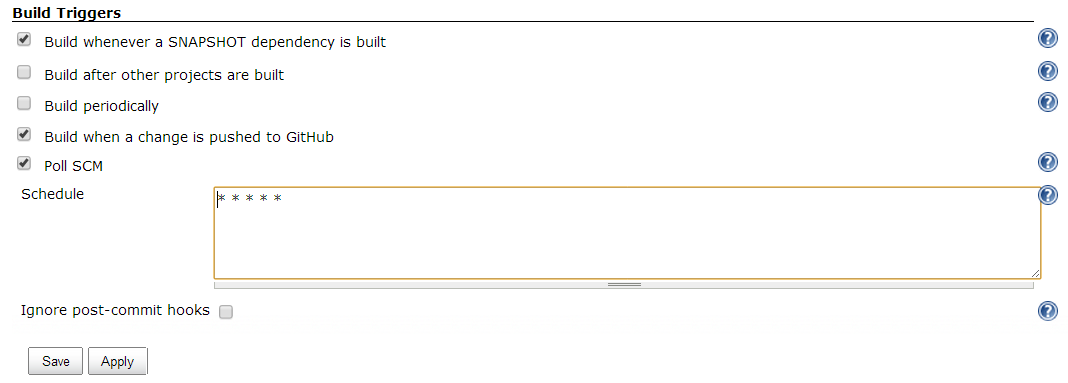 Build Triggers
Build whenever a SNAPSHOT dependency is built
?
Build after other projects are built
?
Build periodically
?
Build when a change is pushed to GitHub
Poll SCM
?
Schedule
* * * * *
?
Ignore post-commit hooks
?
Save Apply